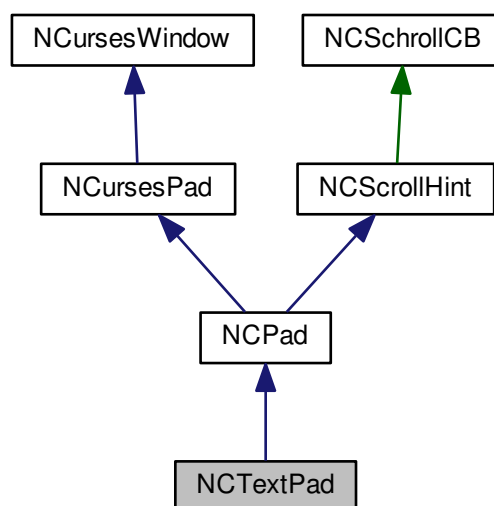 NCursesWindow
NCSchrollCB
NCursesPad
NCScrollHint
NCPad
NCTextPad